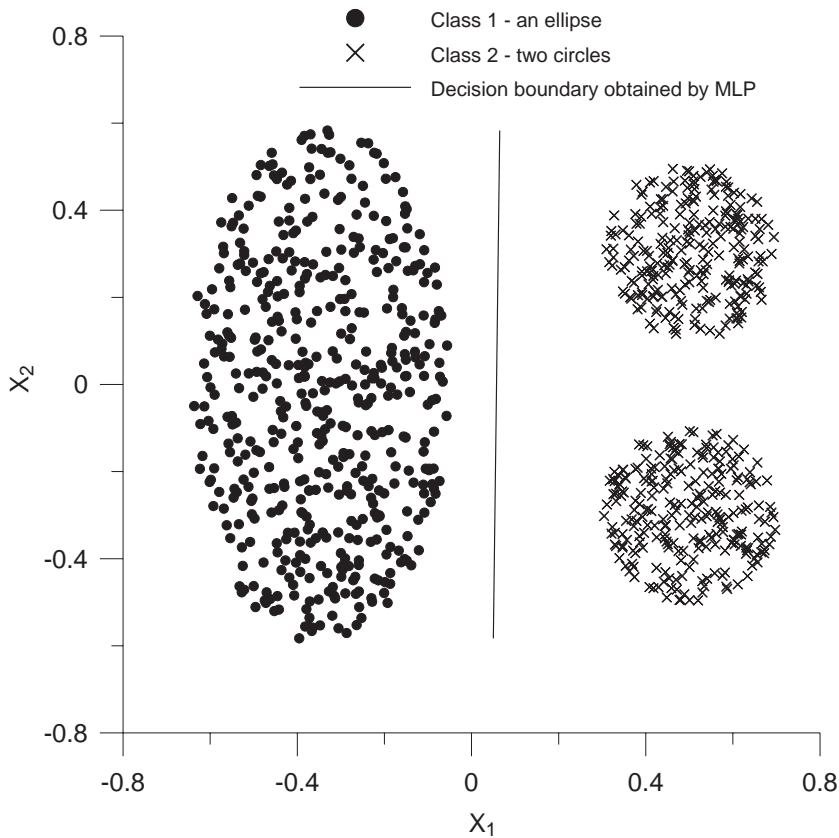 Class 1 - an ellipse
Class 2 - two circles
Decision boundary obtained by MLP
0.8
0.4
0
-0.4
-0.8
X2
-0.8
-0.4
0
0.4
0.8
X1